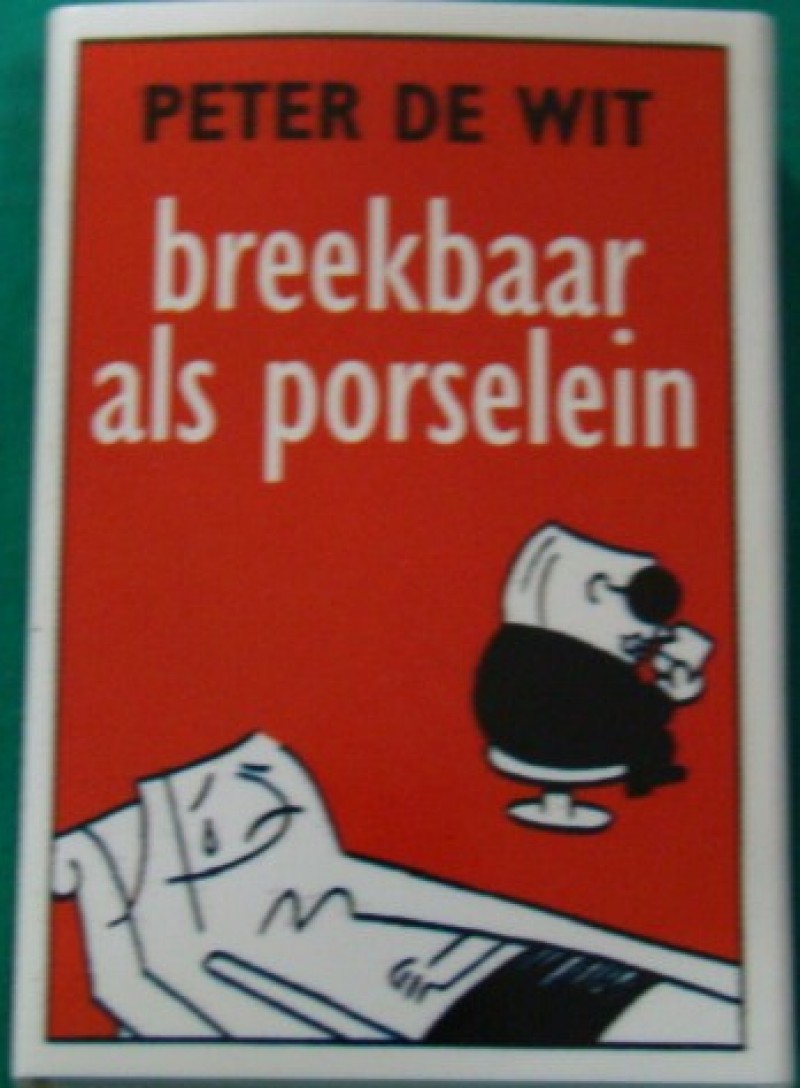 PETER DE WIT
breekbaar
als porselein